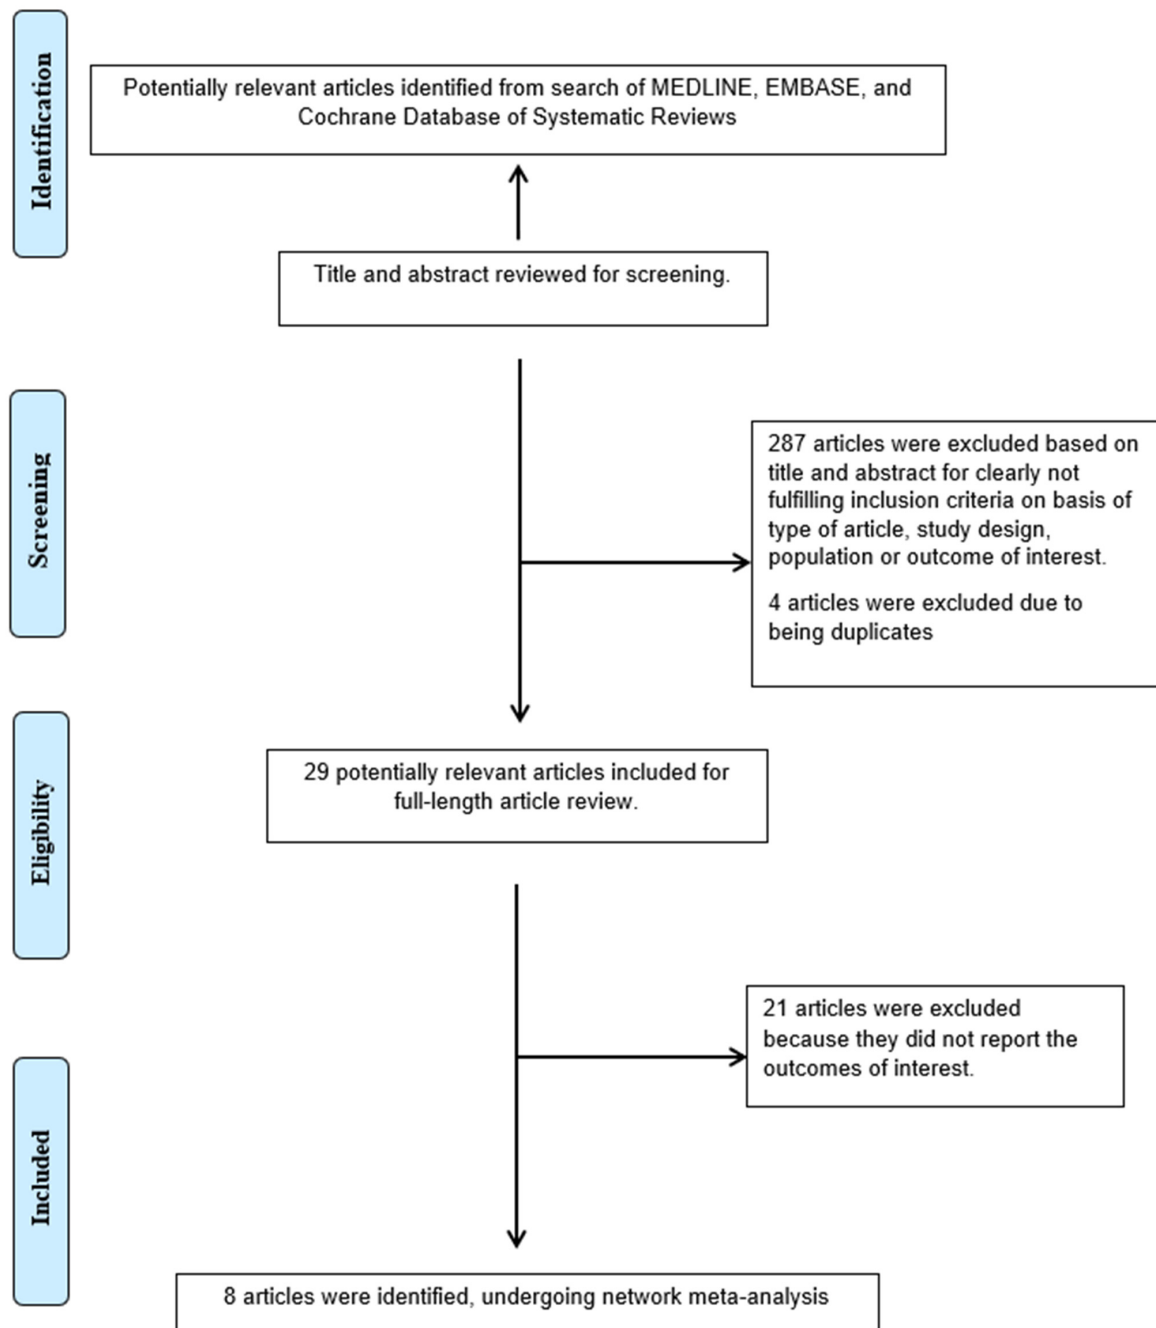 Identification
Potentially relevant articles identified from search of MEDLINE, EMBASE, and
Cochrane Database of Systematic Reviews
Title and abstract reviewed for screening.
Screening
287 articles were excluded based on
title and abstract for clearly not
fulfilling inclusion criteria on basis of
type of article, study design,
population or outcome of interest.
4 articles were excluded due to
being duplicates
Eligibility
29 potentially relevant articles included for
full-length article review.
21 articles were excluded
because they did not report the
outcomes of interest.
Included
8 articles were identified, undergoing network meta-analysis